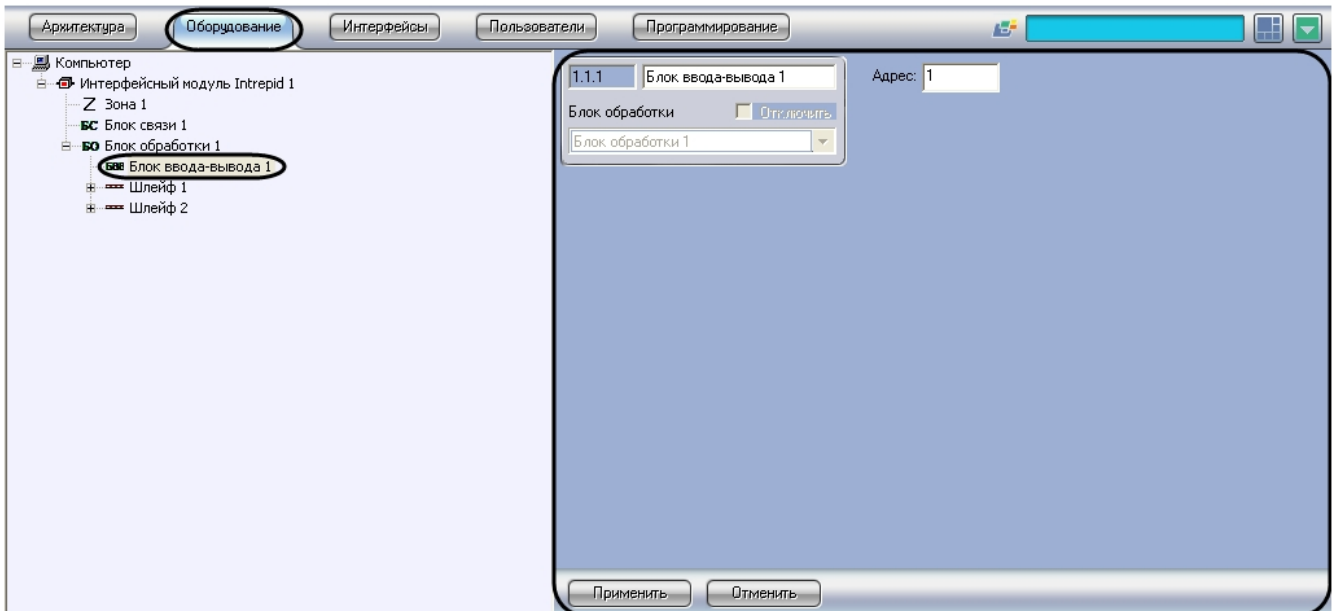 Архитектура Оборудование Интерфейсы Пользователи Программирование
Компьютер
Интерфейсный модуль Intrepid 1
Z Зона 1
БС Блок связи 1
БО Блок обработки 1
БВВ Блок ввода-вывода 1
Шлейф 1
Шлейф 2
1.1.1 Блок ввода-вывода 1 Адрес: 1
Блок обработки Отключить
Блок обработки 1
Применить Отменить